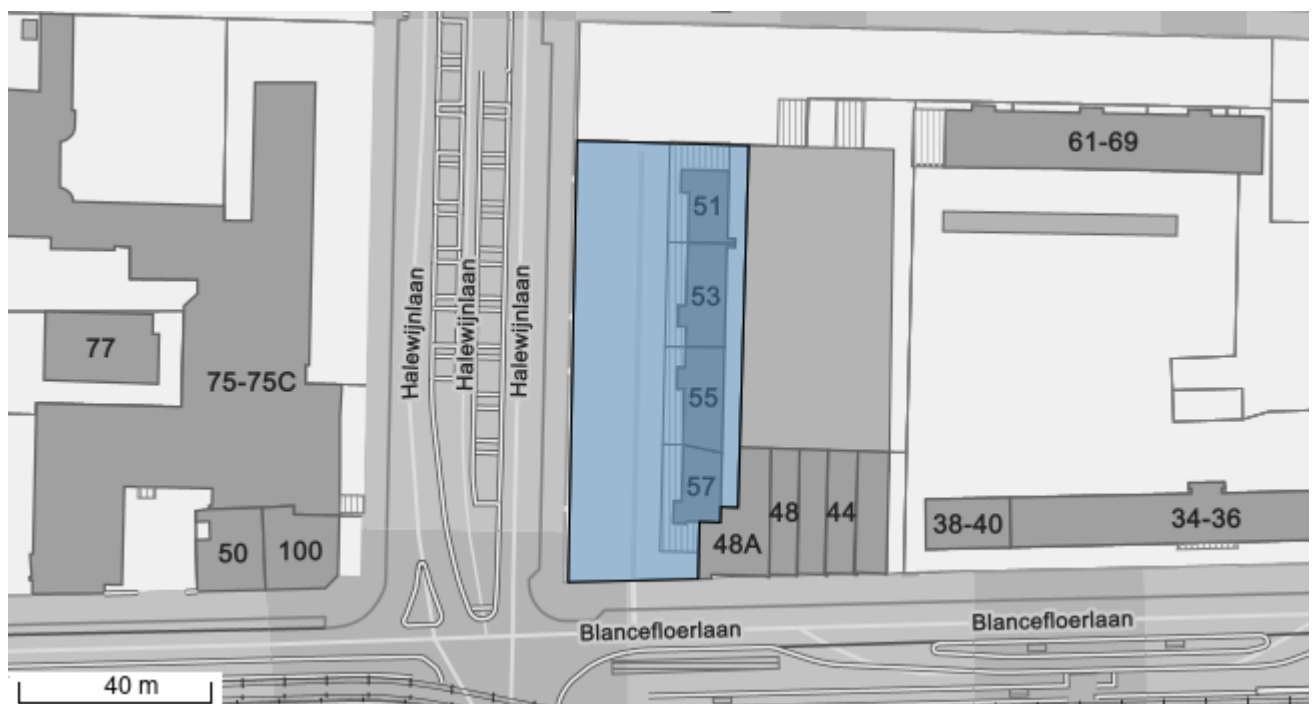 61-69
51
53
77
75-75C
Halewijnlaan
Halewijnlaan
Halewijnlaan
55
57
48
44
50
100
48A
38-40
34-36
Blancefloerlaan
Blancefloerlaan
40 m